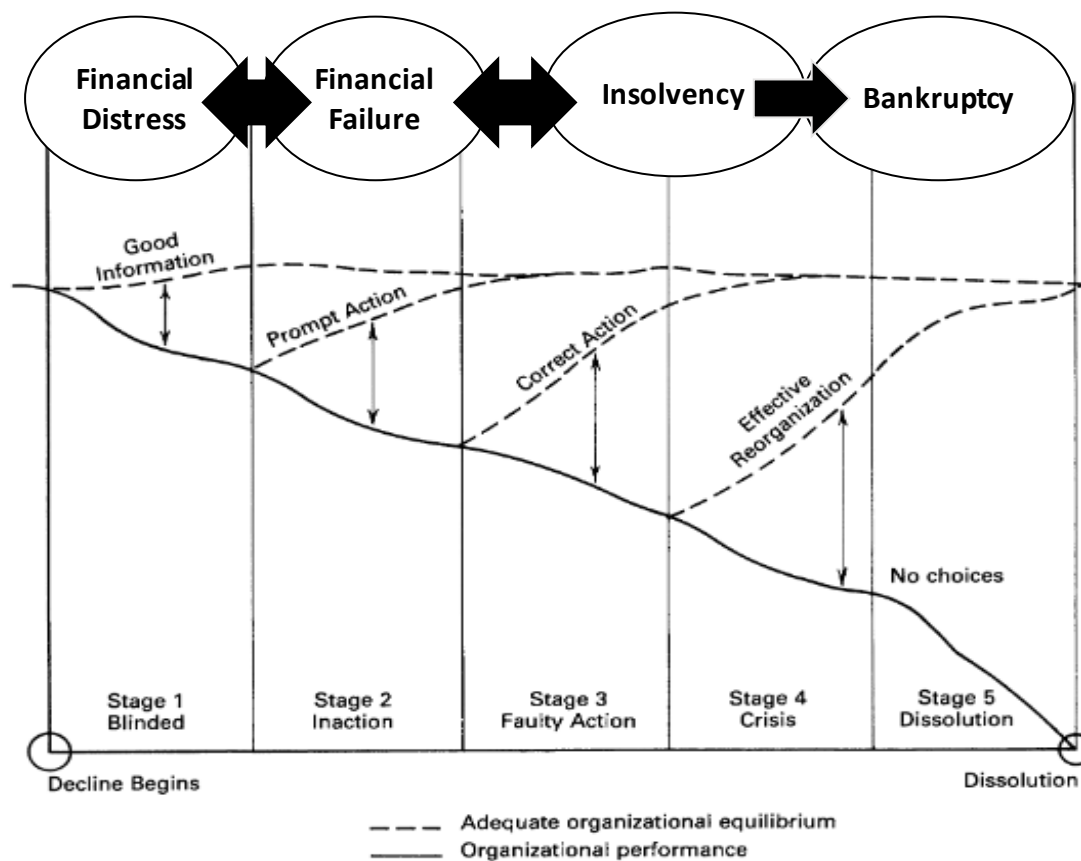 Financial
Distress
Financial
Failure
Insolvency
Bankruptcy
Good
Information
Prompt Action
Correct Action
Effective
Reorganization
No choices
Stage 1
Blinded
Stage 2
Inaction
Stage 3
Fauity Action
Stage 4
Crisis
Stage 5
Dissolution
Decline Begins
Dissolution
Adequate organizational equilibrium
Organizational performance